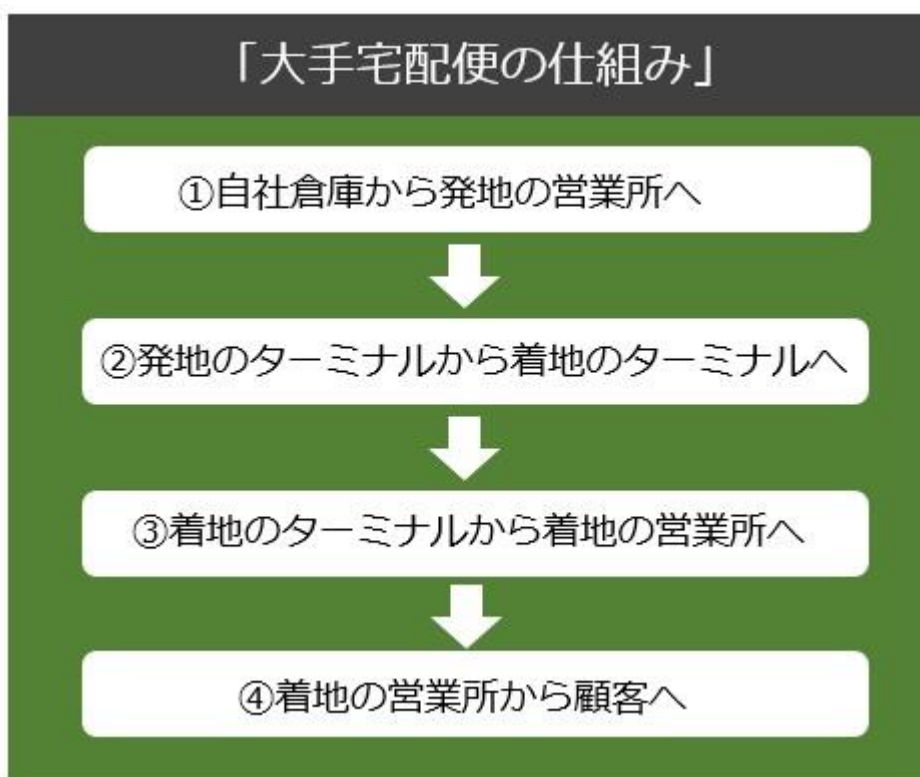 「大手宅配便の仕組み」
①自社倉庫から発地の営業所へ
②発地のターミナルから着地のターミナルへ
③着地のターミナルから着地の営業所へ
④着地の営業所から顧客へ